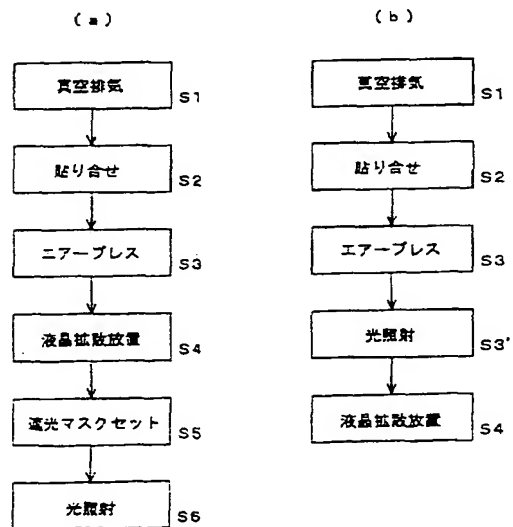 (a)
真空排気
S1
貼り合せ
S2
エアープレス
S3
液晶拡散放置
S4
遮光マスクセット
S5
光照射
S6
(b)
真空排気
S1
貼り合せ
S2
エアープレス
S3
光照射
S3'
液晶拡散放置
S4